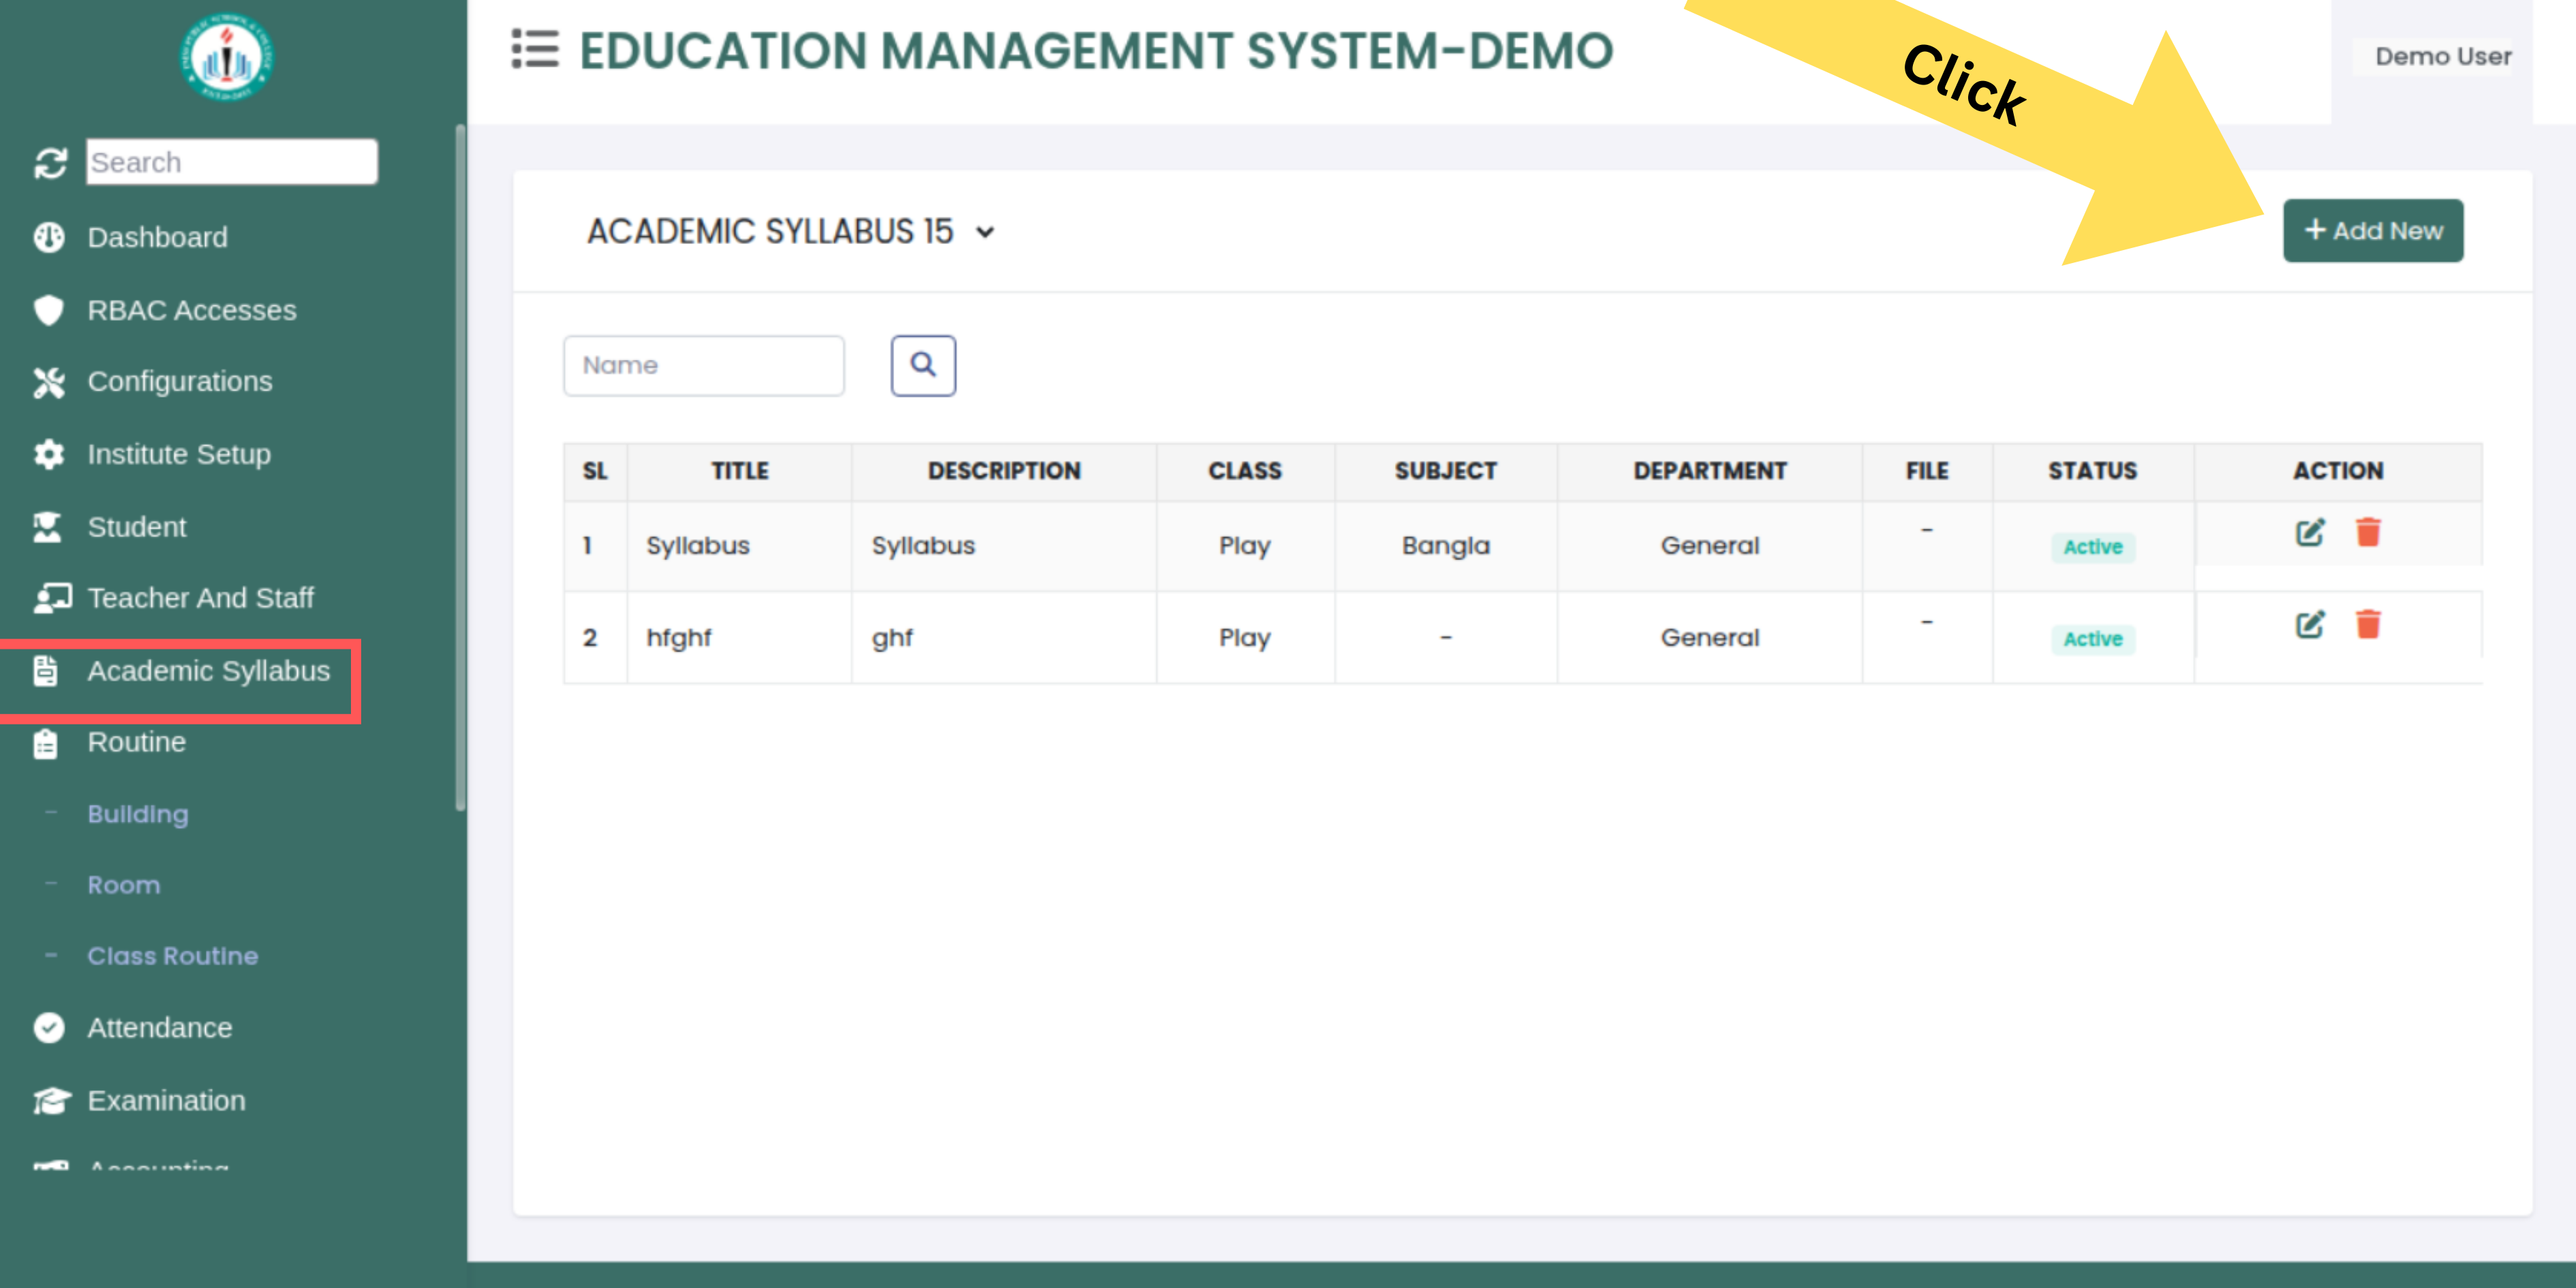 EDUCATION MANAGEMENT SYSTEM-DEMO
Click
Demo User
Search
Dashboard
RBAC Accesses
Configurations
Institute Setup
Student
Teacher And Staff
Academic Syllabus
Routine
- Building
- Room
- Class Routine
Attendance
Examination
Accounting
ACADEMIC SYLLABUS 15
+ Add New
Name
SL TITLE DESCRIPTION CLASS SUBJECT DEPARTMENT FILE STATUS ACTION
1 Syllabus Syllabus Play Bangla General - Active
2 hfghf ghf Play - General - Active